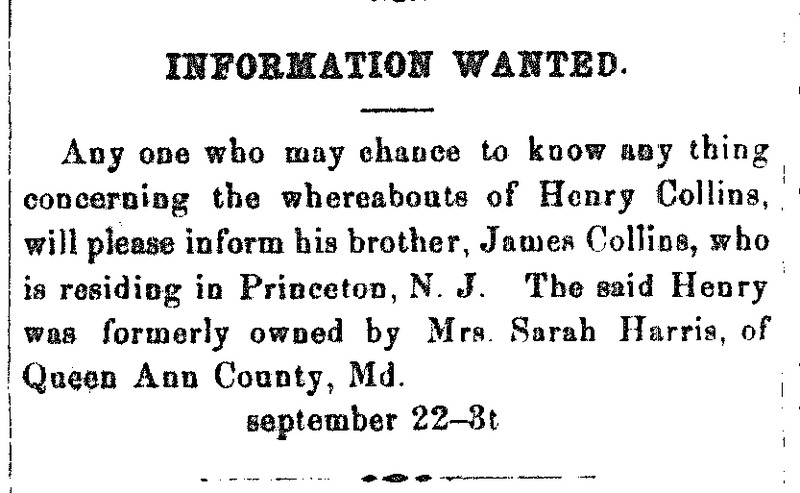 INFORMATION WANTED.
Any one who may chance to know any thing
concerning the whereabouts of Henry Collins,
will please inform his brother, James Collins, who
is residing in Princeton, N. J. The said Henry
was formerly owned by Mrs. Sarah Harris, of
Queen Ann County, Md.
september 22–3t